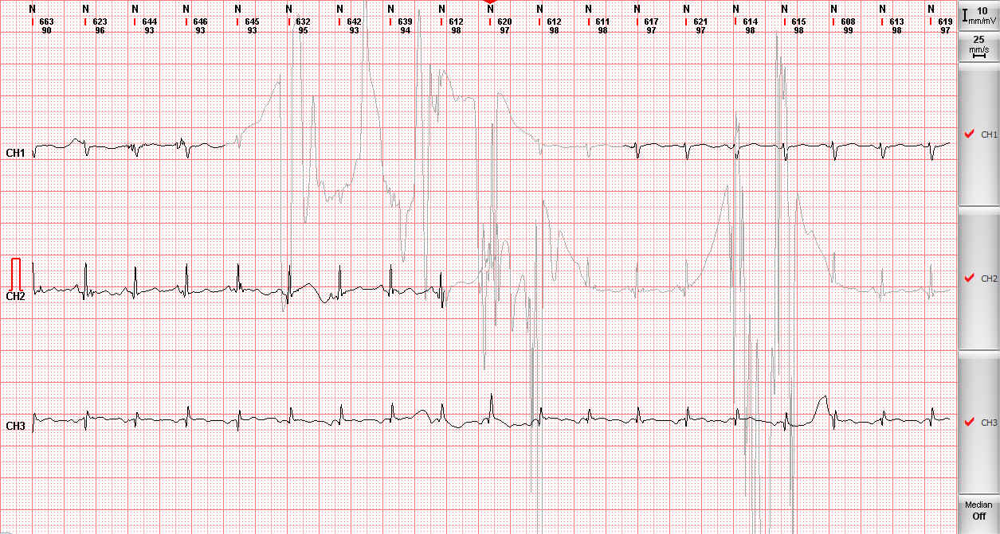 N N N N N N N N N N N N N N N N N N N
663 623 644 646 645 632 642 639 612 620 612 611 617 621 614 615 608 613 619
90 96 93 93 93 95 93 94 98 97 98 98 97 97 98 98 99 98 97
10
mm/mV
25
mm/s
CH1 CH1
CH2 CH2
CH3 CH3
Median
Off